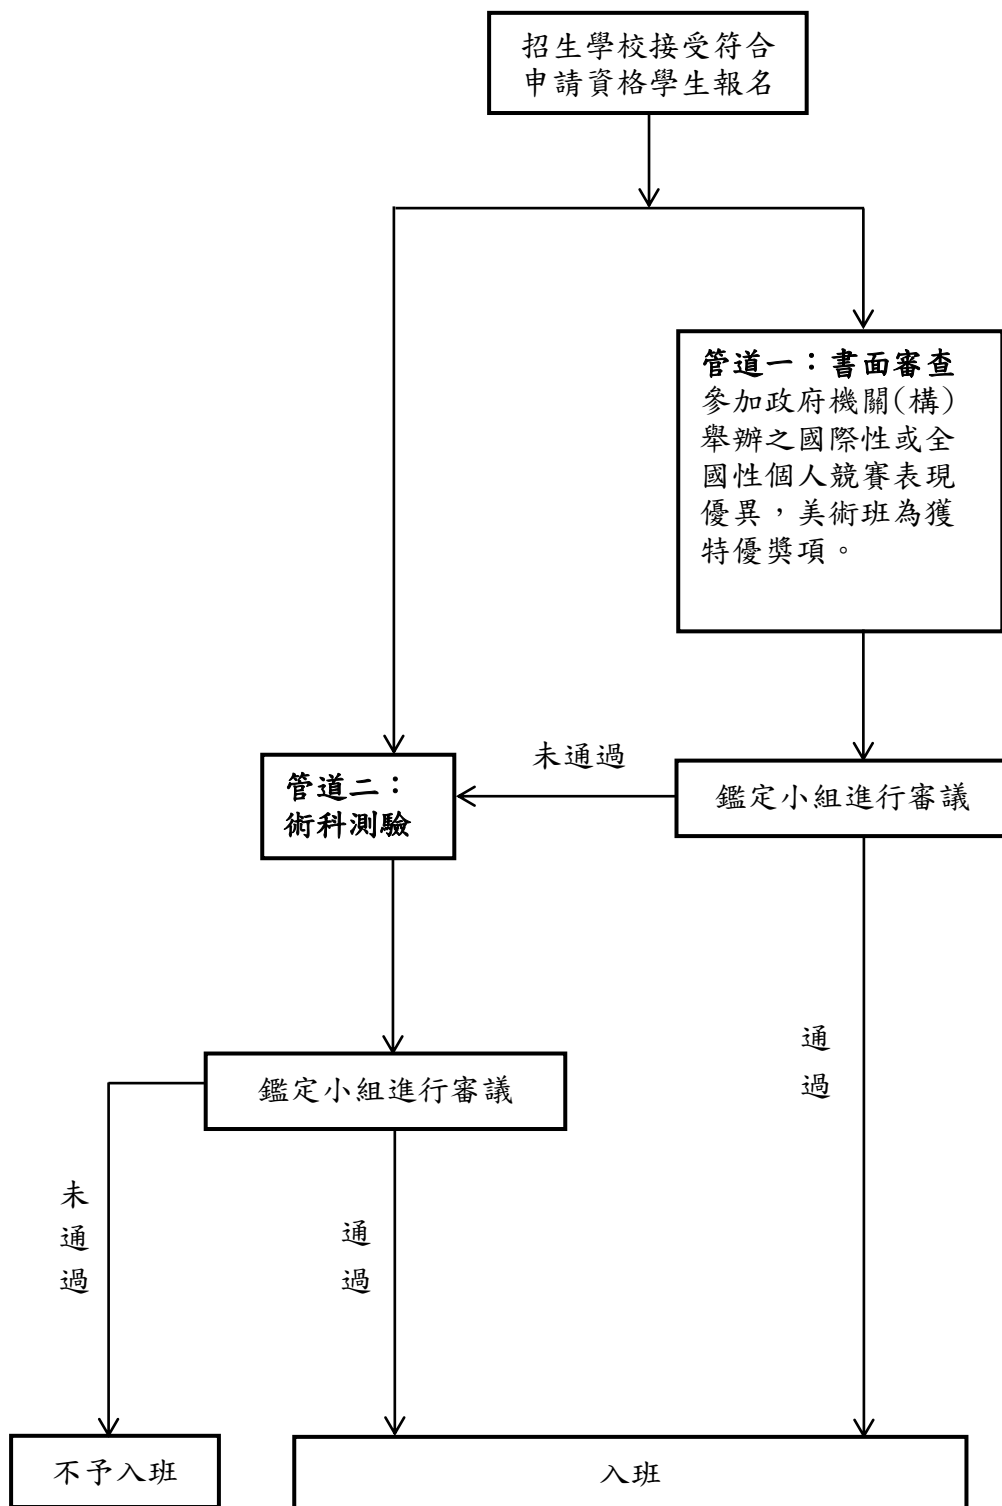 招生學校接受符合
申請資格學生報名
管道一：書面審查
參加政府機關(構)
舉辦之國際性或全
國性個人競賽表現
優異，美術班為獲
特優獎項。
未通過
管道二：
術科測驗
鑑定小組進行審議
通
過
鑑定小組進行審議
未
通
過
通
過
不予入班
入班